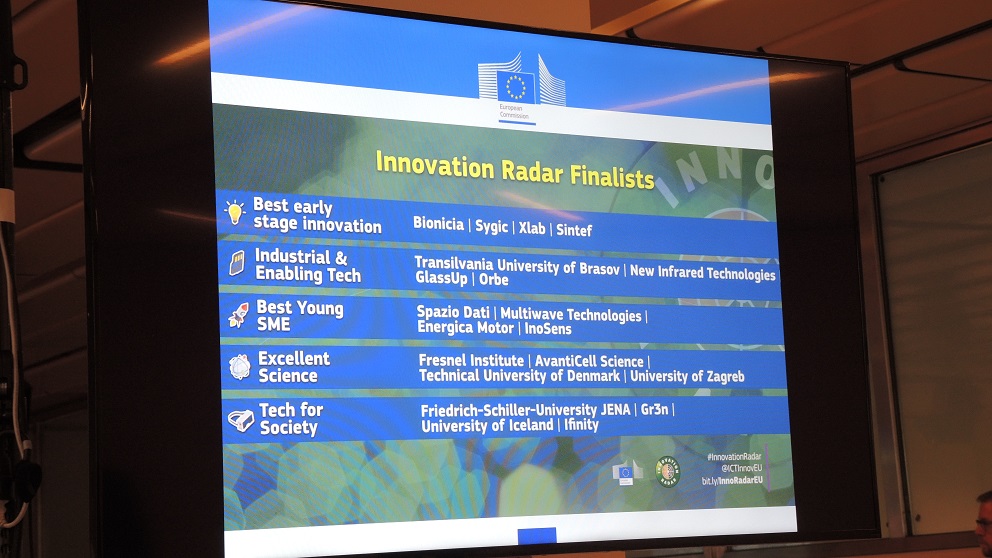 European
Commission
Innovation Radar Finalists
INNO
Best early
stage innovation
Bionicia | Sygic | Xlab | Sintef
Industrial &
Enabling Tech
Transilvania University of Brasov | New Infrared Technologies
GlassUp | Orbe
Best Young
SME
Spazio Dati | Multiwave Technologies |
Energica Motor | InoSens
Excellent
Science
Fresnel Institute | AvantiCell Science |
Technical University of Denmark | University of Zagreb
Tech for
Society
Friedrich-Schiller-University JENA | Gr3n |
University of Iceland | Ifinity
INNOVATION
RADAR
#InnovationRadar
@ICTInnovEU
bit.ly/InnoRadarEU